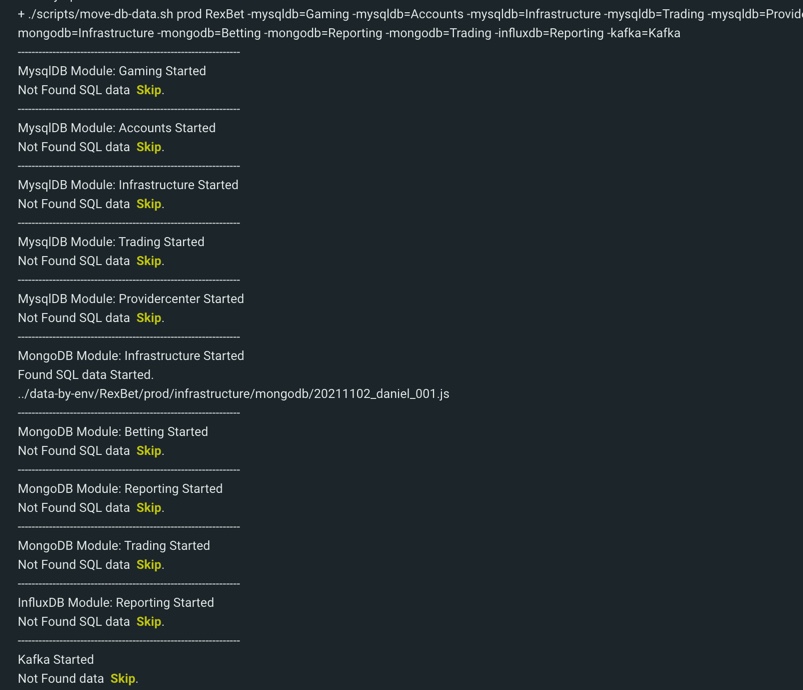 + ./scripts/move-db-data.sh prod RexBet -mysqldb=Gaming -mysqldb=Accounts -mysqldb=Infrastructure -mysqldb=Trading -mysqldb=Provide
mongodb=Infrastructure -mongodb=Betting -mongodb=Reporting -mongodb=Trading -influxdb=Reporting -kafka=Kafka
----------------------------------------------------------------
MysqlDB Module: Gaming Started
Not Found SQL data Skip.
----------------------------------------------------------------
MysqlDB Module: Accounts Started
Not Found SQL data Skip.
----------------------------------------------------------------
MysqlDB Module: Infrastructure Started
Not Found SQL data Skip.
----------------------------------------------------------------
MysqlDB Module: Trading Started
Not Found SQL data Skip.
----------------------------------------------------------------
MysqlDB Module: Providercenter Started
Not Found SQL data Skip.
----------------------------------------------------------------
MongoDB Module: Infrastructure Started
Found SQL data Started.
../data-by-env/RexBet/prod/infrastructure/mongodb/20211102_daniel_001.js
----------------------------------------------------------------
MongoDB Module: Betting Started
Not Found SQL data Skip.
----------------------------------------------------------------
MongoDB Module: Reporting Started
Not Found SQL data Skip.
----------------------------------------------------------------
MongoDB Module: Trading Started
Not Found SQL data Skip.
----------------------------------------------------------------
InfluxDB Module: Reporting Started
Not Found SQL data Skip.
----------------------------------------------------------------
Kafka Started
Not Found data Skip.